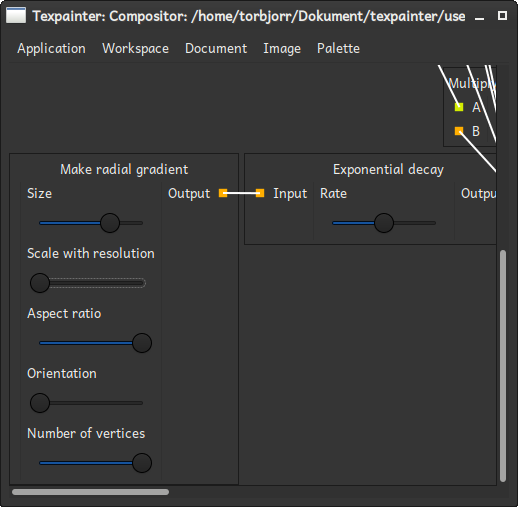 Texpainter: Compositor: /home/torbjorr/Dokument/texpainter/use
Application Workspace Document Image Palette
Multiply
A
B
Make radial gradient
Size
Output
Scale with resolution
Aspect ratio
Orientation
Number of vertices
Exponential decay
Input
Rate
Outpu